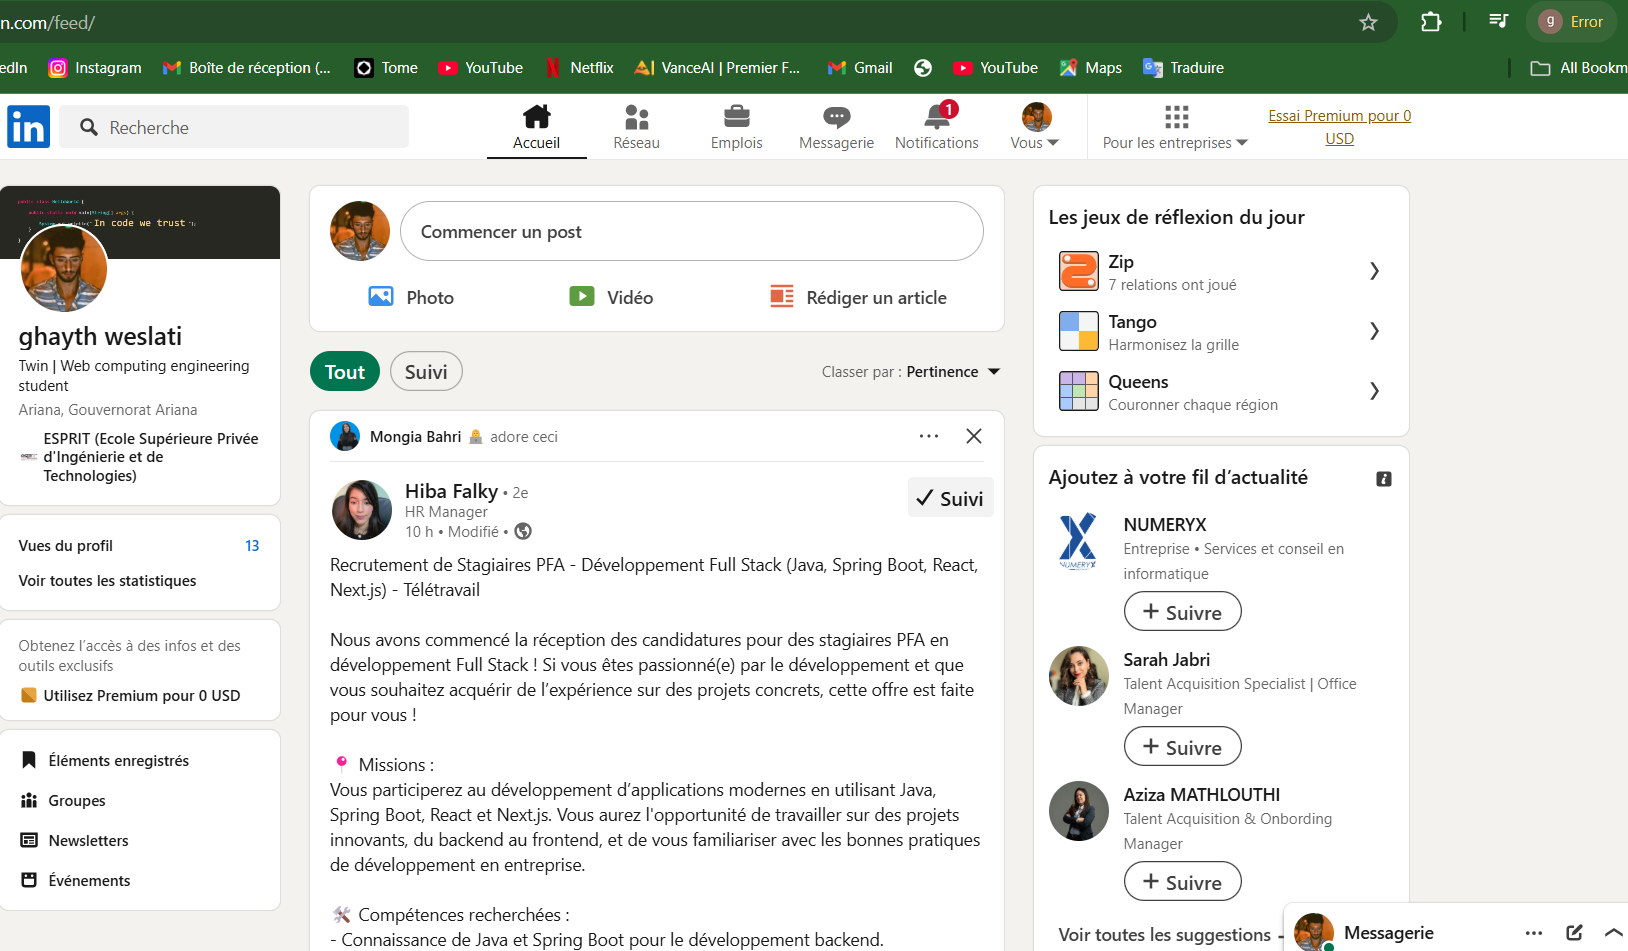 n.com/feed/
g Error
edIn Instagram Boîte de réception (... Tome YouTube Netflix VanceAI | Premier F... Gmail YouTube Maps Traduire All Bookm
in Recherche
Accueil Réseau Emplois Messagerie Notifications Vous Pour les entreprises
1
Essai Premium pour 0
USD
In code we trust
ghayth weslati
Twin | Web computing engineering
student
Ariana, Gouvernorat Ariana
ESPRIT (Ecole Supérieure Privée
d'Ingénierie et de
Technologies)
Vues du profil 13
Voir toutes les statistiques
Obtenez l’accès à des infos et des
outils exclusifs
Utilisez Premium pour 0 USD
Éléments enregistrés
Groupes
Newsletters
Événements
Commencer un post
Photo Vidéo Rédiger un article
Tout Suivi Classer par : Pertinence
Mongia Bahri adore ceci
Hiba Falky • 2e
HR Manager
10 h • Modifié •
Suivi
Recrutement de Stagiaires PFA - Développement Full Stack (Java, Spring Boot, React,
Next.js) - Télétravail
Nous avons commencé la réception des candidatures pour des stagiaires PFA en
développement Full Stack ! Si vous êtes passionné(e) par le développement et que
vous souhaitez acquérir de l’expérience sur des projets concrets, cette offre est faite
pour vous !
Missions :
Vous participerez au développement d’applications modernes en utilisant Java,
Spring Boot, React et Next.js. Vous aurez l'opportunité de travailler sur des projets
innovants, du backend au frontend, et de vous familiariser avec les bonnes pratiques
de développement en entreprise.
Compétences recherchées :
- Connaissance de Java et Spring Boot pour le développement backend.
Les jeux de réflexion du jour
Zip
7 relations ont joué
Tango
Harmonisez la grille
Queens
Couronner chaque région
Ajoutez à votre fil d’actualité
NUMERYX
NUMERYX
Entreprise • Services et conseil en
informatique
+ Suivre
Sarah Jabri
Talent Acquisition Specialist | Office
Manager
+ Suivre
Aziza MATHLOUTHI
Talent Acquisition & Onbording
Manager
+ Suivre
Voir toutes les suggestions
Messagerie